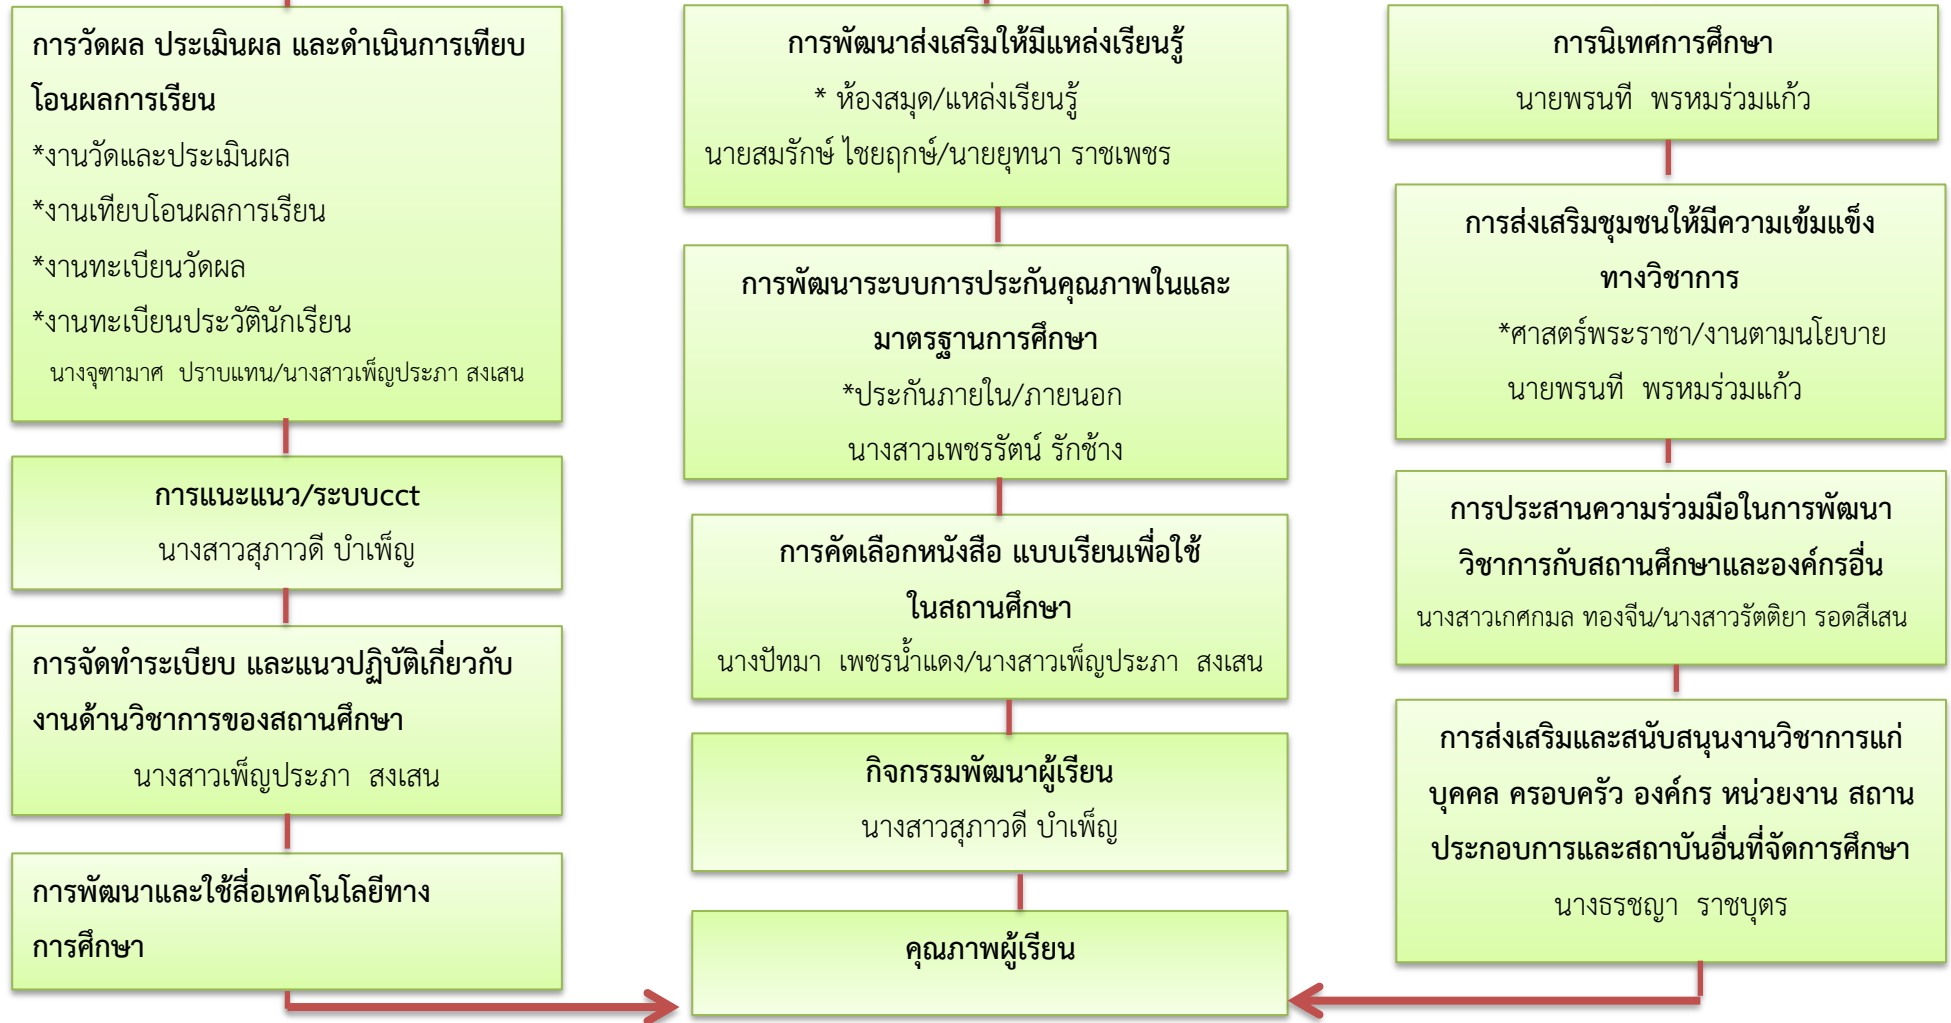 การวัดผล ประเมินผล และดำเนินการเทียบ
โอนผลการเรียน
*งานวัดและประเมินผล
*งานเทียบโอนผลการเรียน
*งานทะเบียนวัดผล
*งานทะเบียนประวัตินักเรียน
นางจุฑามาศ ปราบแทน/นางสาวเพ็ญประภา สงเสน
การแนะแนว/ระบบcct
นางสาวสุภาวดี บำเพ็ญ
การจัดทำระเบียบ และแนวปฏิบัติเกี่ยวกับ
งานด้านวิชาการของสถานศึกษา
นางสาวเพ็ญประภา สงเสน
การพัฒนาและใช้สื่อเทคโนโลยีทาง
การศึกษา
การพัฒนาส่งเสริมให้มีแหล่งเรียนรู้
* ห้องสมุด/แหล่งเรียนรู้
นายสมรักษ์ ไชยฤกษ์/นายยุทนา ราชเพชร
การพัฒนาระบบการประกันคุณภาพในและ
มาตรฐานการศึกษา
*ประกันภายใน/ภายนอก
นางสาวเพชรรัตน์ รักช้าง
การคัดเลือกหนังสือ แบบเรียนเพื่อใช้
ในสถานศึกษา
นางปัทมา เพชรน้ำแดง/นางสาวเพ็ญประภา สงเสน
กิจกรรมพัฒนาผู้เรียน
นางสาวสุภาวดี บำเพ็ญ
คุณภาพผู้เรียน
การนิเทศการศึกษา
นายพรนที พรหมร่วมแก้ว
การส่งเสริมชุมชนให้มีความเข้มแข็ง
ทางวิชาการ
*ศาสตร์พระราชา/งานตามนโยบาย
นายพรนที พรหมร่วมแก้ว
การประสานความร่วมมือในการพัฒนา
วิชาการกับสถานศึกษาและองค์กรอื่น
นางสาวเกศกมล ทองจีน/นางสาวรัตติยา รอดสีเสน
การส่งเสริมและสนับสนุนงานวิชาการแก่
บุคคล ครอบครัว องค์กร หน่วยงาน สถาน
ประกอบการและสถาบันอื่นที่จัดการศึกษา
นางธรชญา ราชบุตร